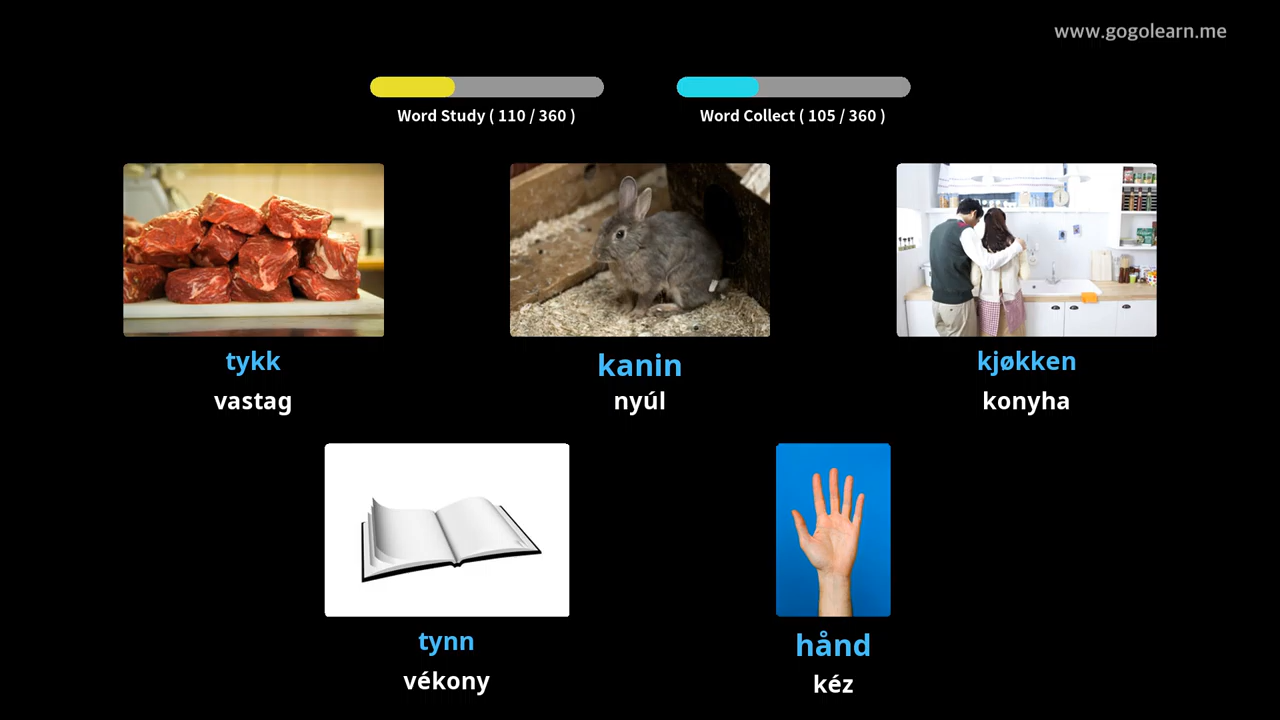 www.gogolearn.me
Word Study ( 110 / 360 )
Word Collect ( 105 / 360 )
tykk
vastag
kanin
nyúl
kjøkken
konyha
tynn
vékony
hånd
kéz